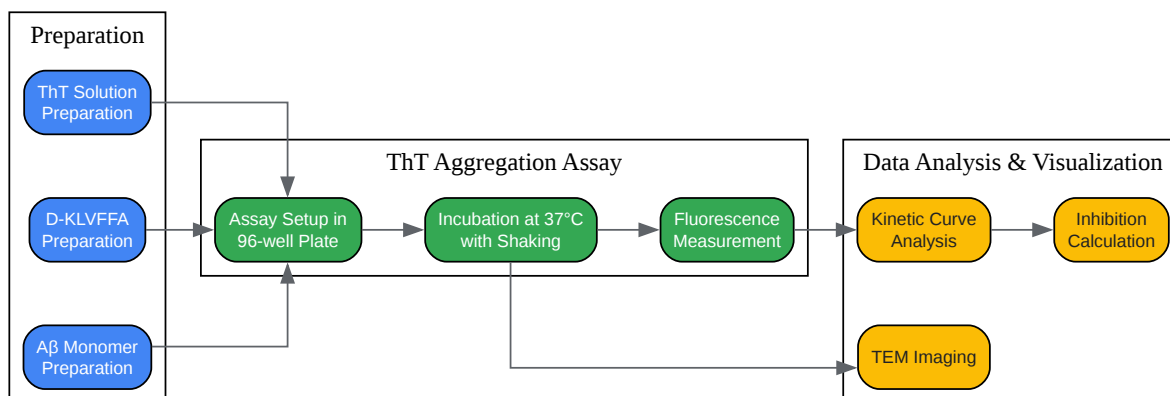 Preparation
ThT Solution
Preparation
D-KLVFFA
Preparation
Aβ Monomer
Preparation
ThT Aggregation Assay
Assay Setup in
96-well Plate
Incubation at 37°C
with Shaking
Fluorescence
Measurement
Data Analysis & Visualization
Kinetic Curve
Analysis
Inhibition
Calculation
TEM Imaging